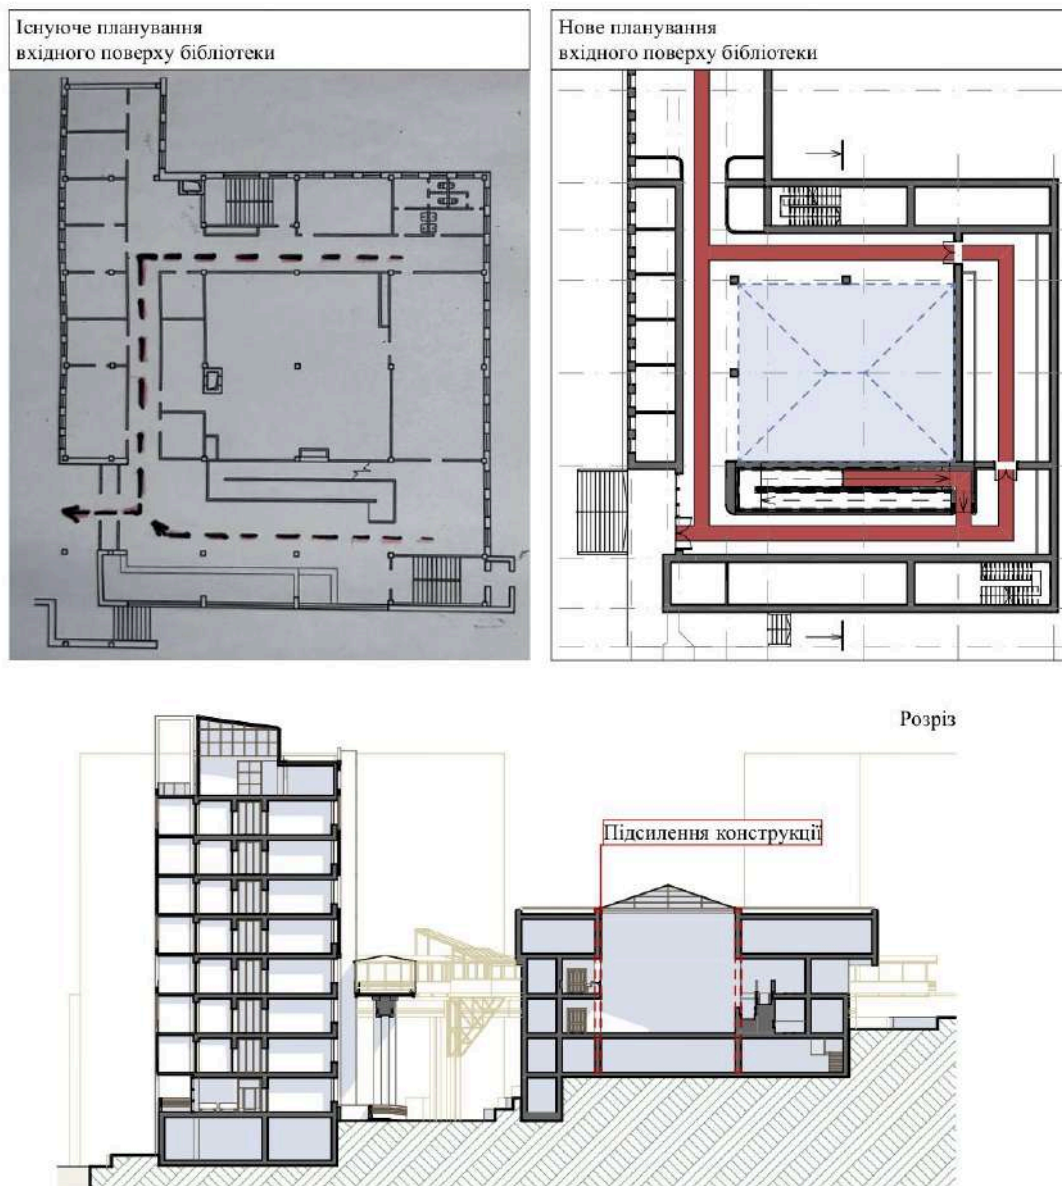 Існуюче планування
вхідного поверху бібліотеки
Нове планування
вхідного поверху бібліотеки
Розріз
Підсилення конструкції